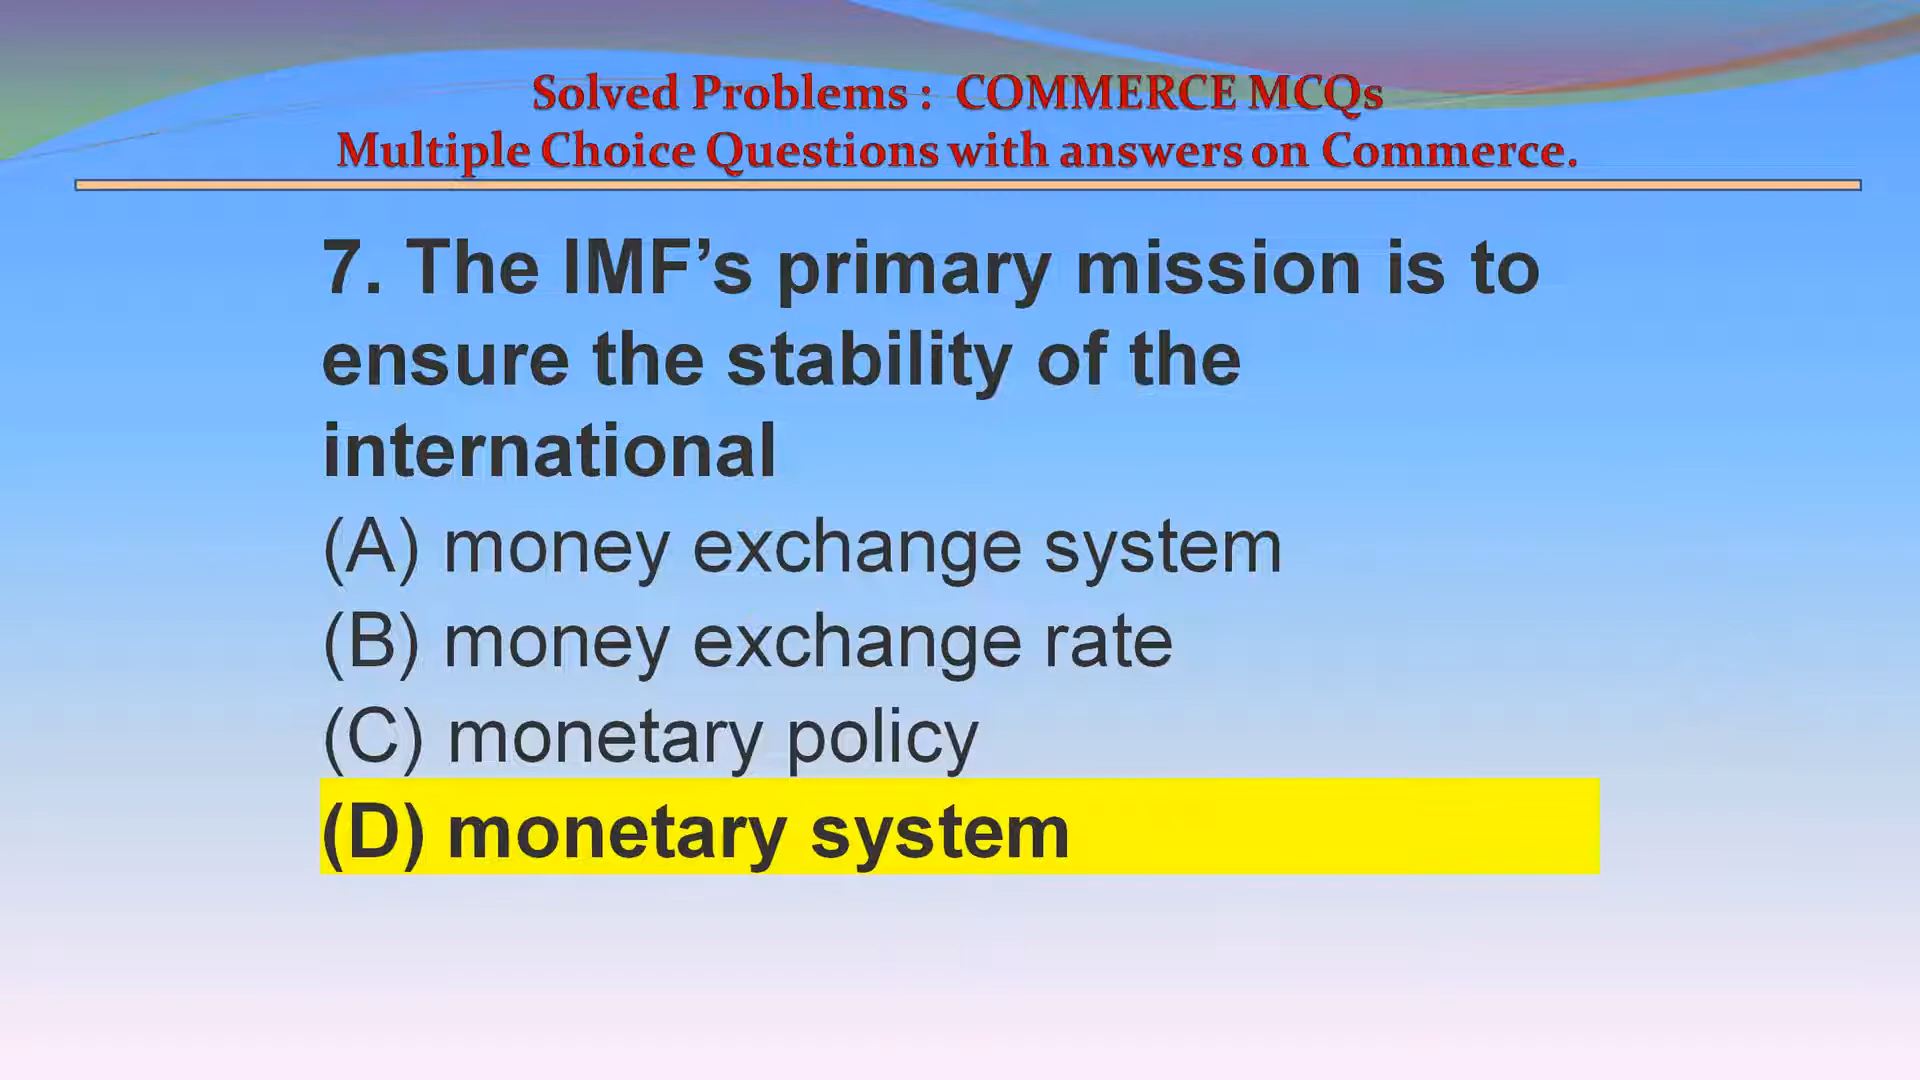 Solved Problems : COMMERCE MCQs
Multiple Choice Questions with answers on Commerce.
7. The IMF’s primary mission is to
ensure the stability of the
international
(A) money exchange system
(B) money exchange rate
(C) monetary policy
(D) monetary system